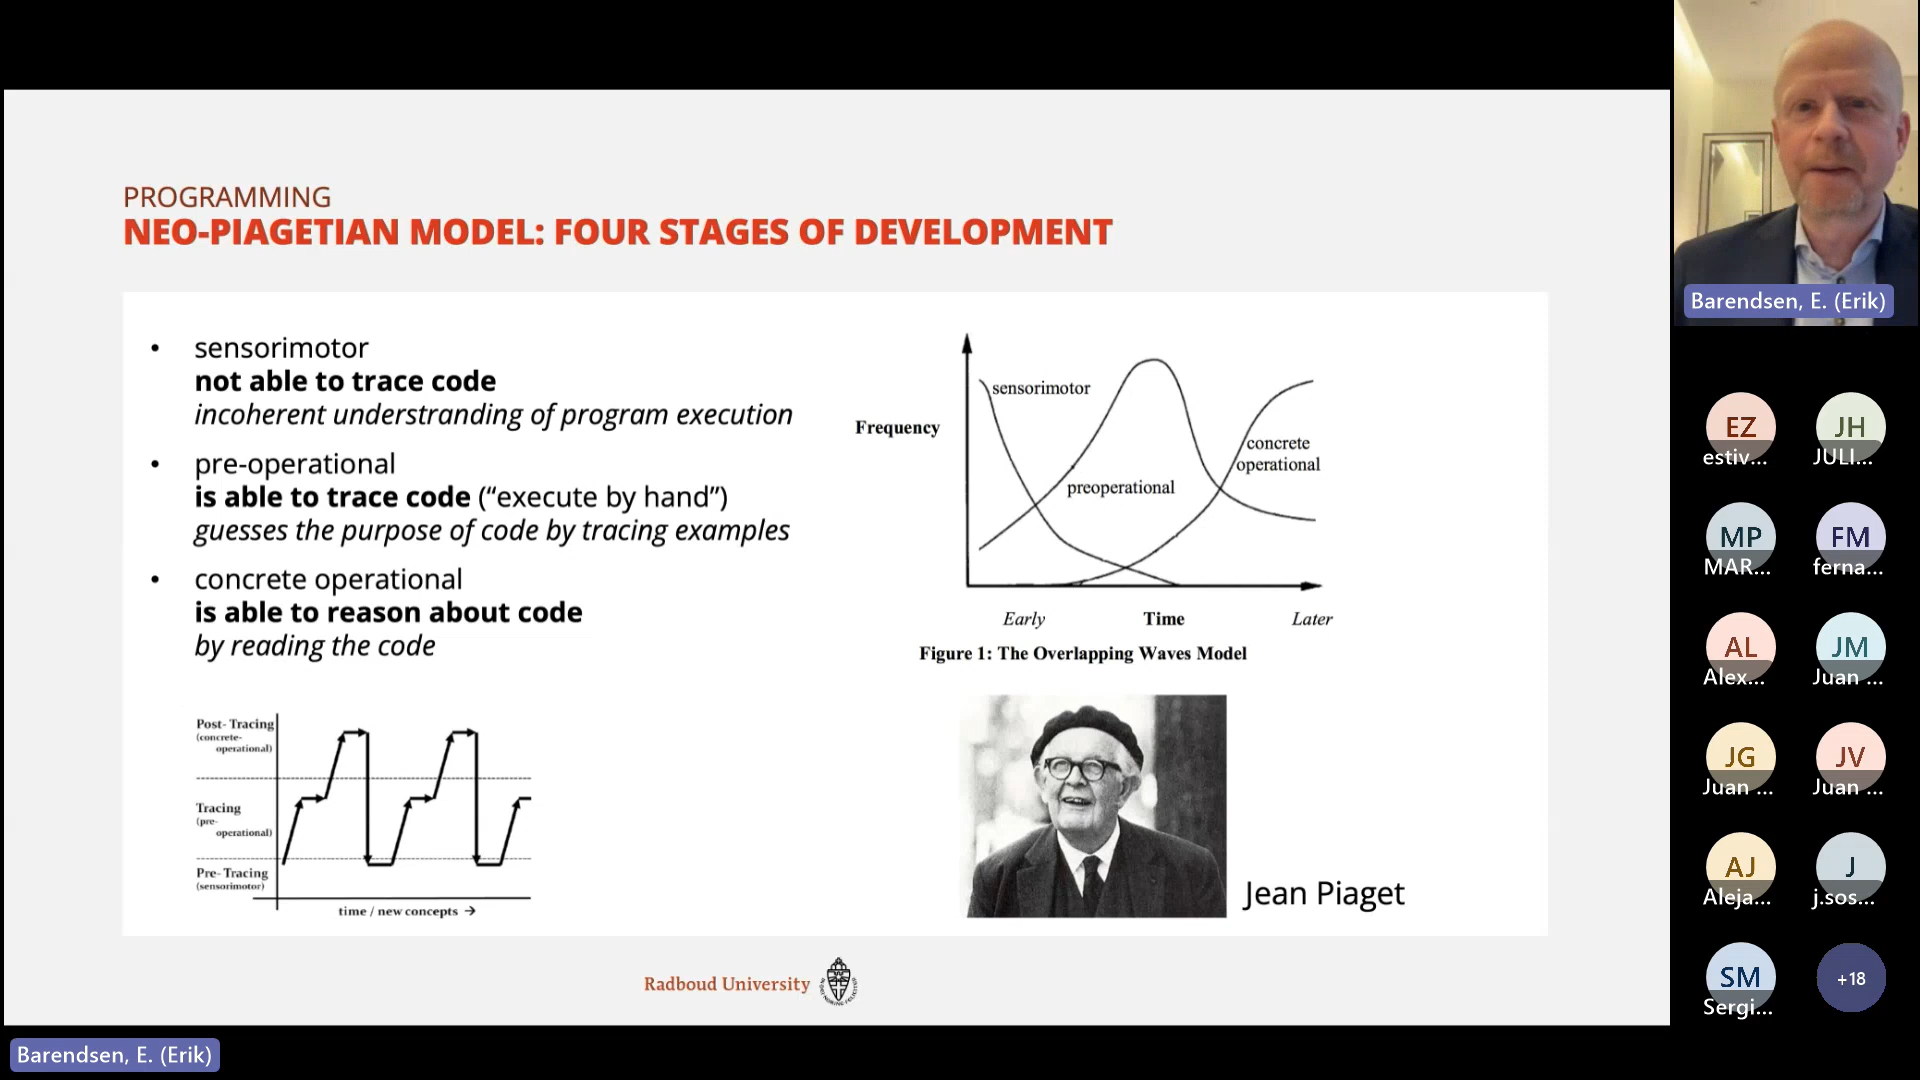 PROGRAMMING
NEO-PIAGETIAN MODEL: FOUR STAGES OF DEVELOPMENT
• sensorimotor
not able to trace code
incoherent understranding of program execution
• pre-operational
is able to trace code (“execute by hand”)
guesses the purpose of code by tracing examples
• concrete operational
is able to reason about code
by reading the code
Post- Tracing
(concrete-
operational)
Tracing
(pre-
operational)
Pre- Tracing
(sensorimotor)
time / new concepts →
Frequency
sensorimotor
preoperational
concrete
operational
Early Time Later
Figure 1: The Overlapping Waves Model
Jean Piaget
Radboud University
Barendsen, E. (Erik)
Barendsen, E. (Erik)
EZ JH
estiv... JULI...
MP FM
MAR... ferna...
AL JM
Alex... Juan ...
JG JV
Juan ... Juan ...
AJ J
Aleja... j.sos...
SM +18
Sergi...